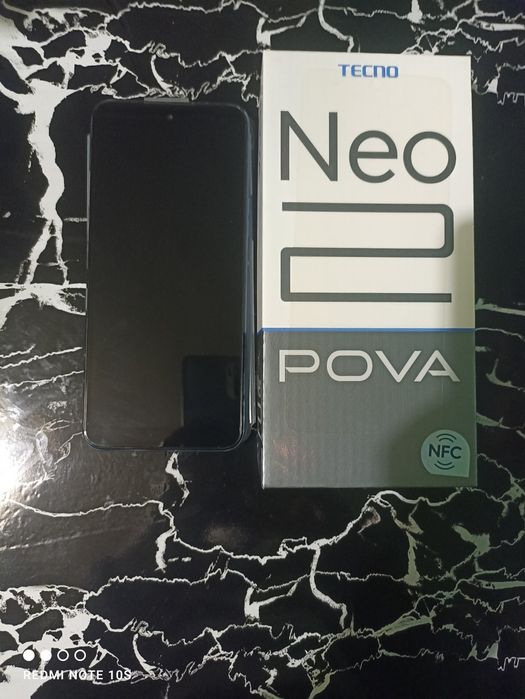 TECNO
Neo
2
POVA
NFC
REDMI NOTE 10S